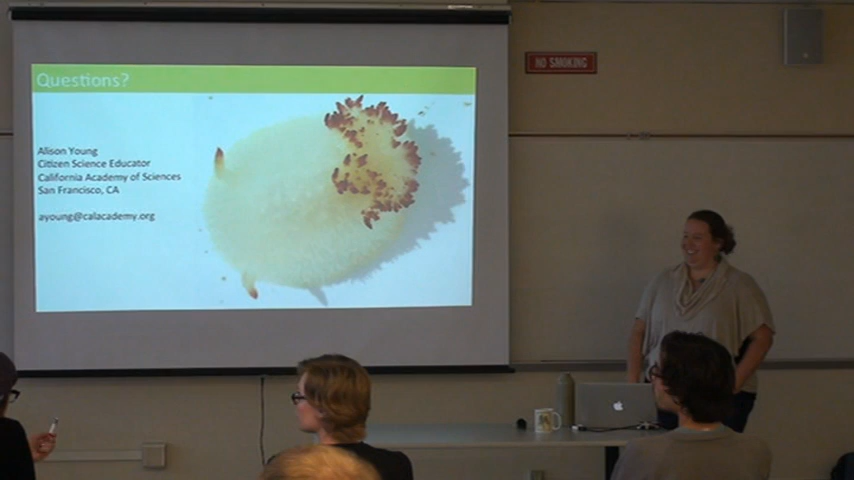 Questions?
Alison Young
Citizen Science Educator
California Academy of Sciences
San Francisco, CA
ayoung@calacademy.org
NO SMOKING